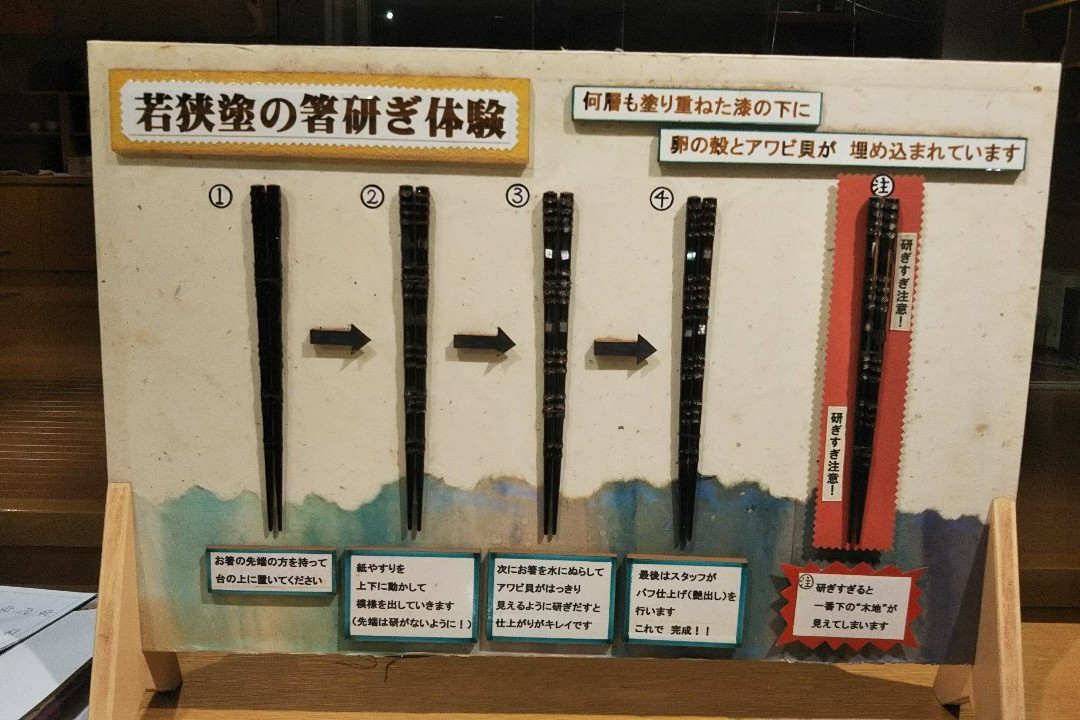 若狭塗の箸研ぎ体験
何層も塗り重ねた漆の下に
卵の殻とアワビ貝が 埋め込まれています
①
②
③
④
注
研ぎすぎ注意！
研ぎすぎ注意！
お箸の先端の方を持って
台の上に置いてください
紙やすりを
上下に動かして
模様を出していきます
(先端は研がないように！)
次にお箸を水にぬらして
アワビ貝がはっきり
見えるように研ぎだすと
仕上がりがキレイです
最後はスタッフが
バフ仕上げ(艶出し)を
行います
これで 完成！！
注 研ぎすぎると
一番下の“木地”が
見えてしまいます